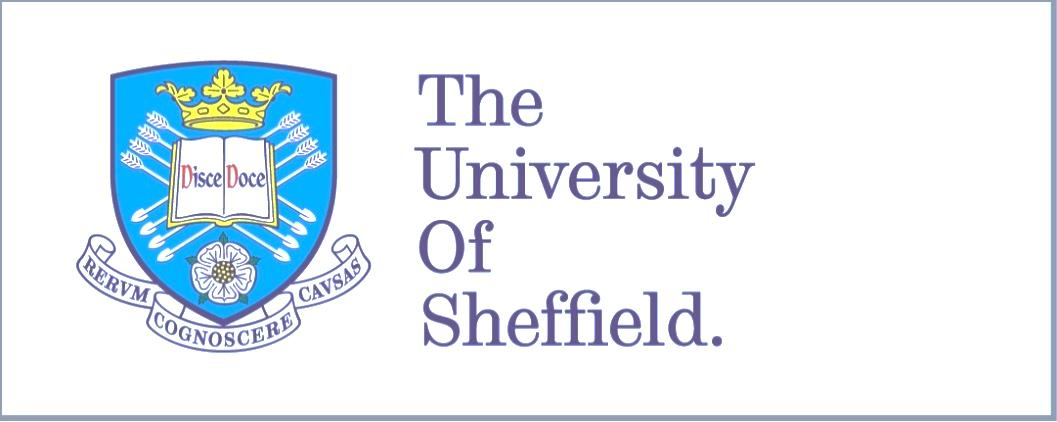 Disce Doce
RERVM COGNOSCERE CAVSAS
The
University
Of
Sheffield.